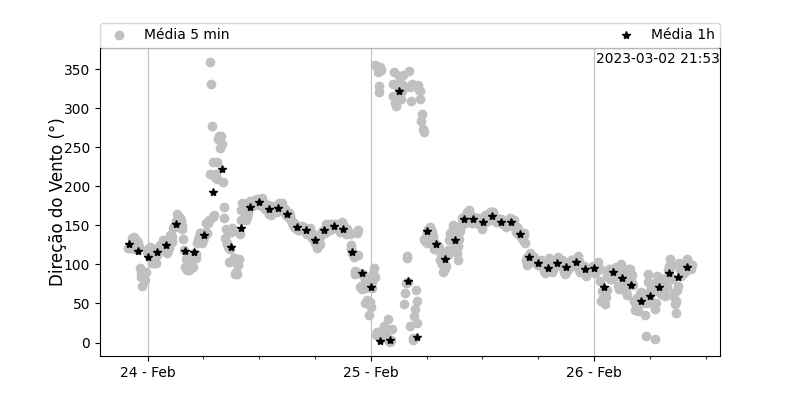 Média 5 min
Média 1h
2023-03-02 21:53
Direção do Vento (°)
350
300
250
200
150
100
50
0
24 - Feb
25 - Feb
26 - Feb